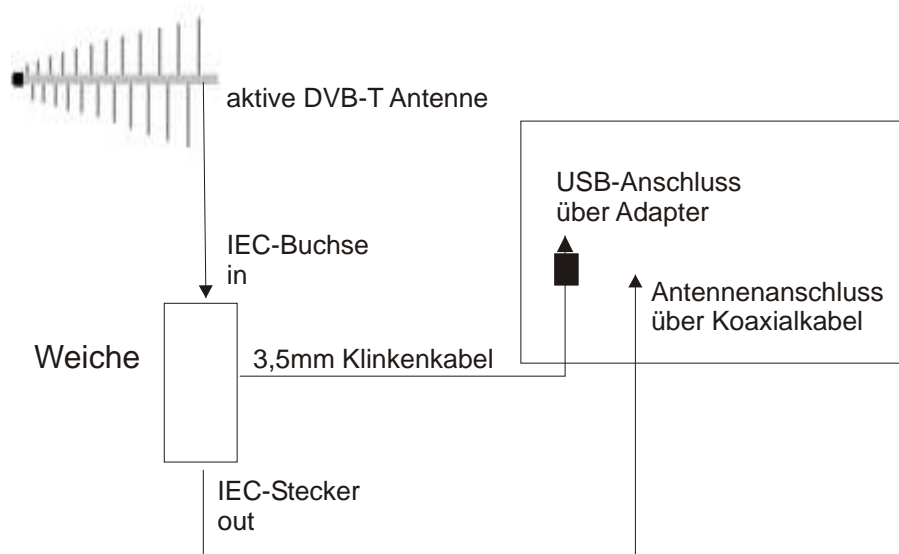 aktive DVB-T Antenne
USB-Anschluss
über Adapter
IEC-Buchse
in
Antennenanschluss
über Koaxialkabel
Weiche
3,5mm Klinkenkabel
IEC-Stecker
out